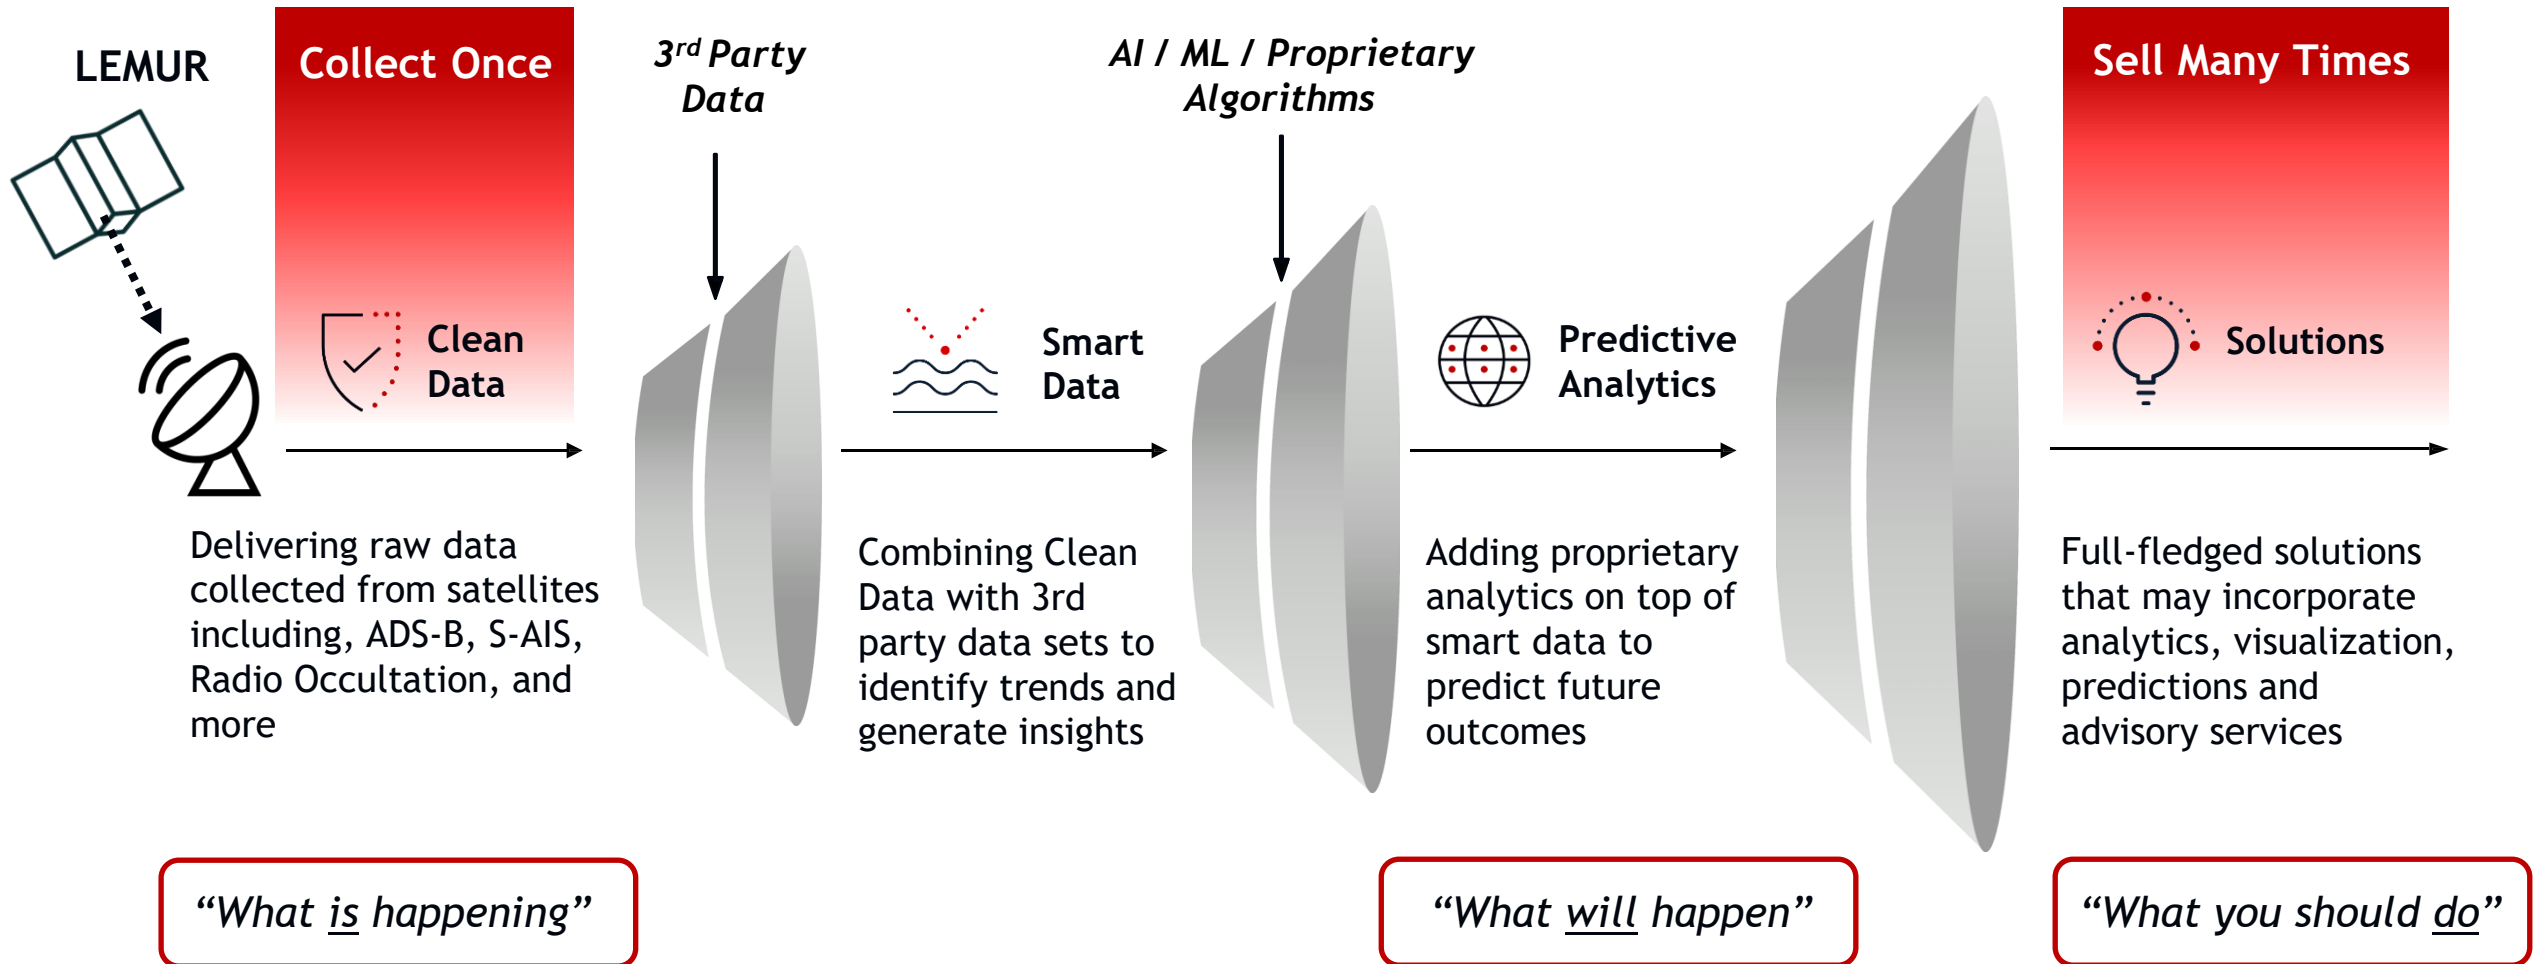 LEMUR
Collect Once
3rd Party
Data
AI / ML / Proprietary
Algorithms
Sell Many Times
Clean
Data
Smart
Data
Predictive
Analytics
Solutions
Delivering raw data
collected from satellites
including, ADS-B, S-AIS,
Radio Occultation, and
more
Combining Clean
Data with 3rd
party data sets to
identify trends and
generate insights
Adding proprietary
analytics on top of
smart data to
predict future
outcomes
Full-fledged solutions
that may incorporate
analytics, visualization,
predictions and
advisory services
“What is happening”
“What will happen”
“What you should do”